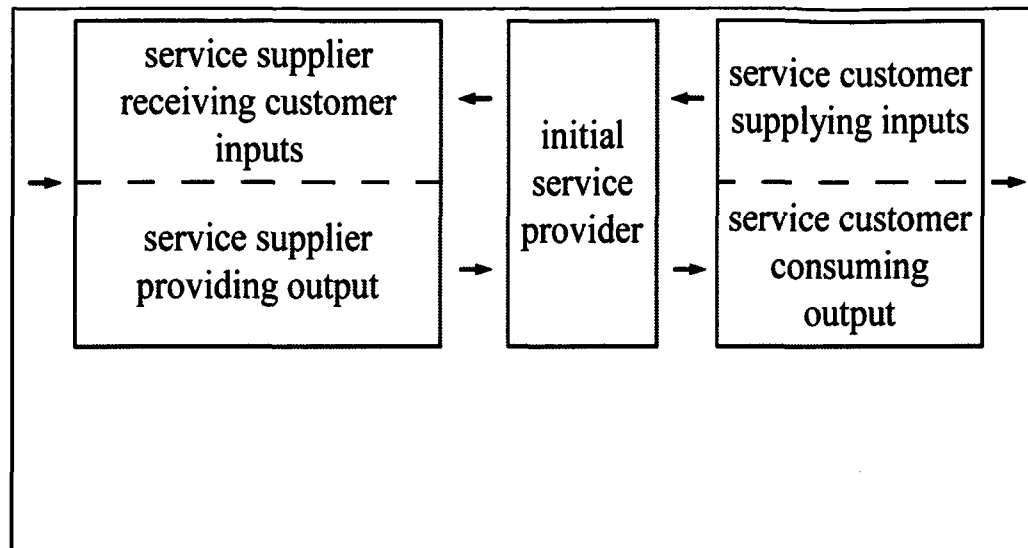 service supplier
receiving customer
inputs
service supplier
providing output
initial
service
provider
service customer
supplying inputs
service customer
consuming
output